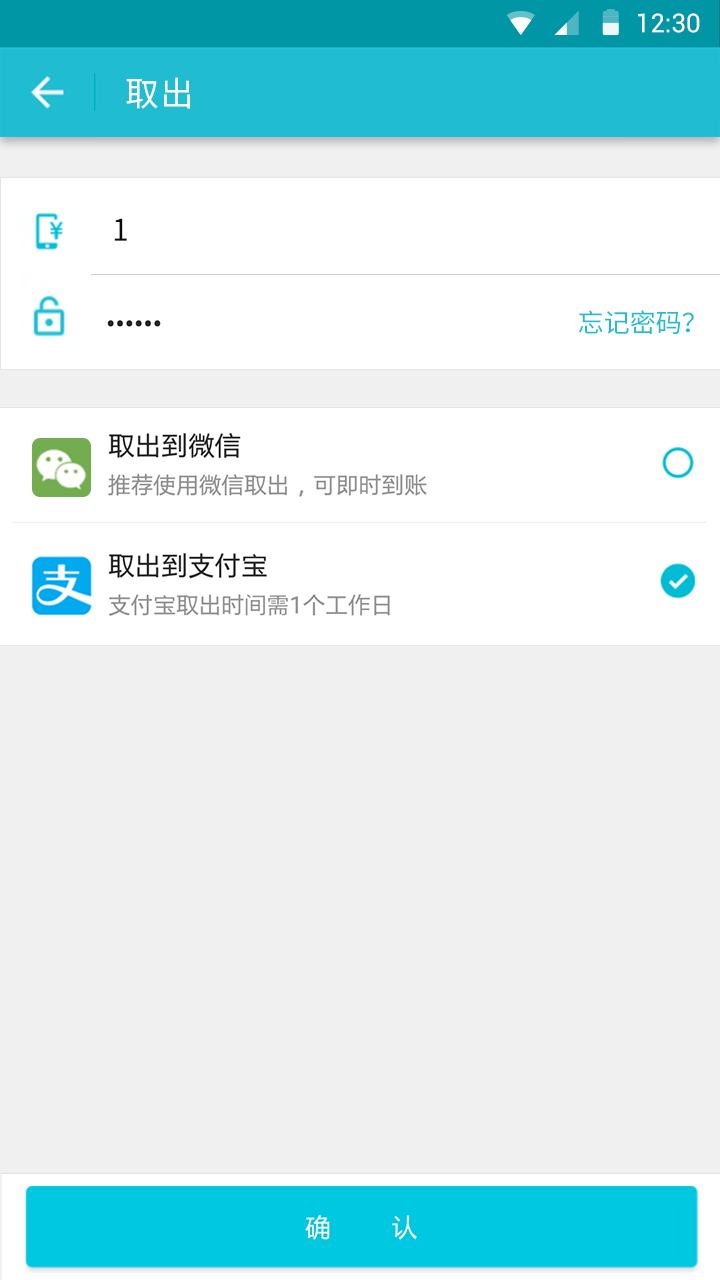 12:30
取出
1
••••••
忘记密码?
取出到微信
推荐使用微信取出，可即时到账
取出到支付宝
支付宝取出时间需1个工作日
确 认